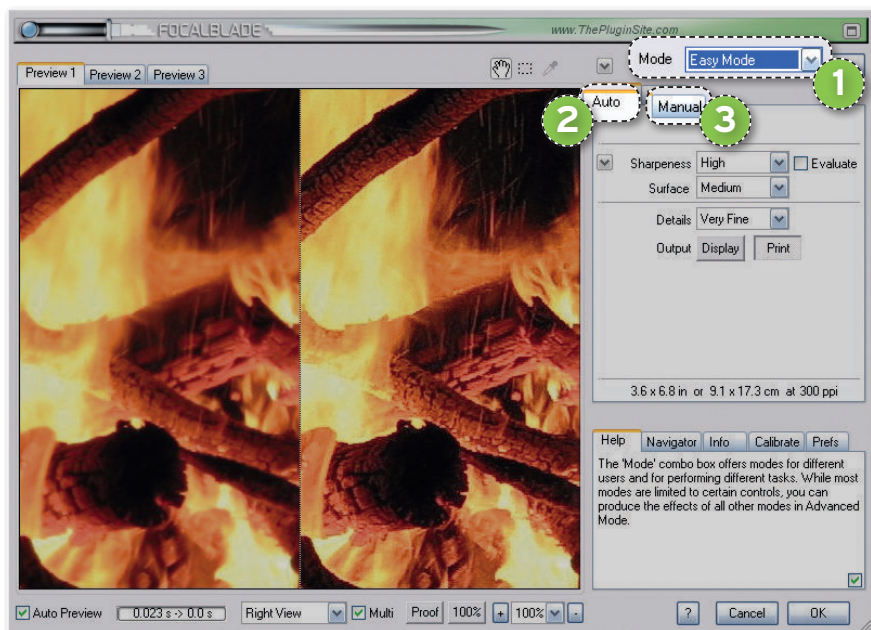 FOCALBLADE
www.ThePluginSite.com
Mode Easy Mode
1
Preview 1 Preview 2 Preview 3
2 Auto Manual 3
Sharpeness High Evaluate
Surface Medium
Details Very Fine
Output Display Print
3.6 x 6.8 in or 9.1 x 17.3 cm at 300 ppi
Help Navigator Info Calibrate Prefs
The 'Mode' combo box offers modes for different
users and for performing different tasks. While most
modes are limited to certain controls, you can
produce the effects of all other modes in Advanced
Mode.
Auto Preview 0.023 s -> 0.0 s Right View Multi Proof 100% + 100% - ? Cancel OK